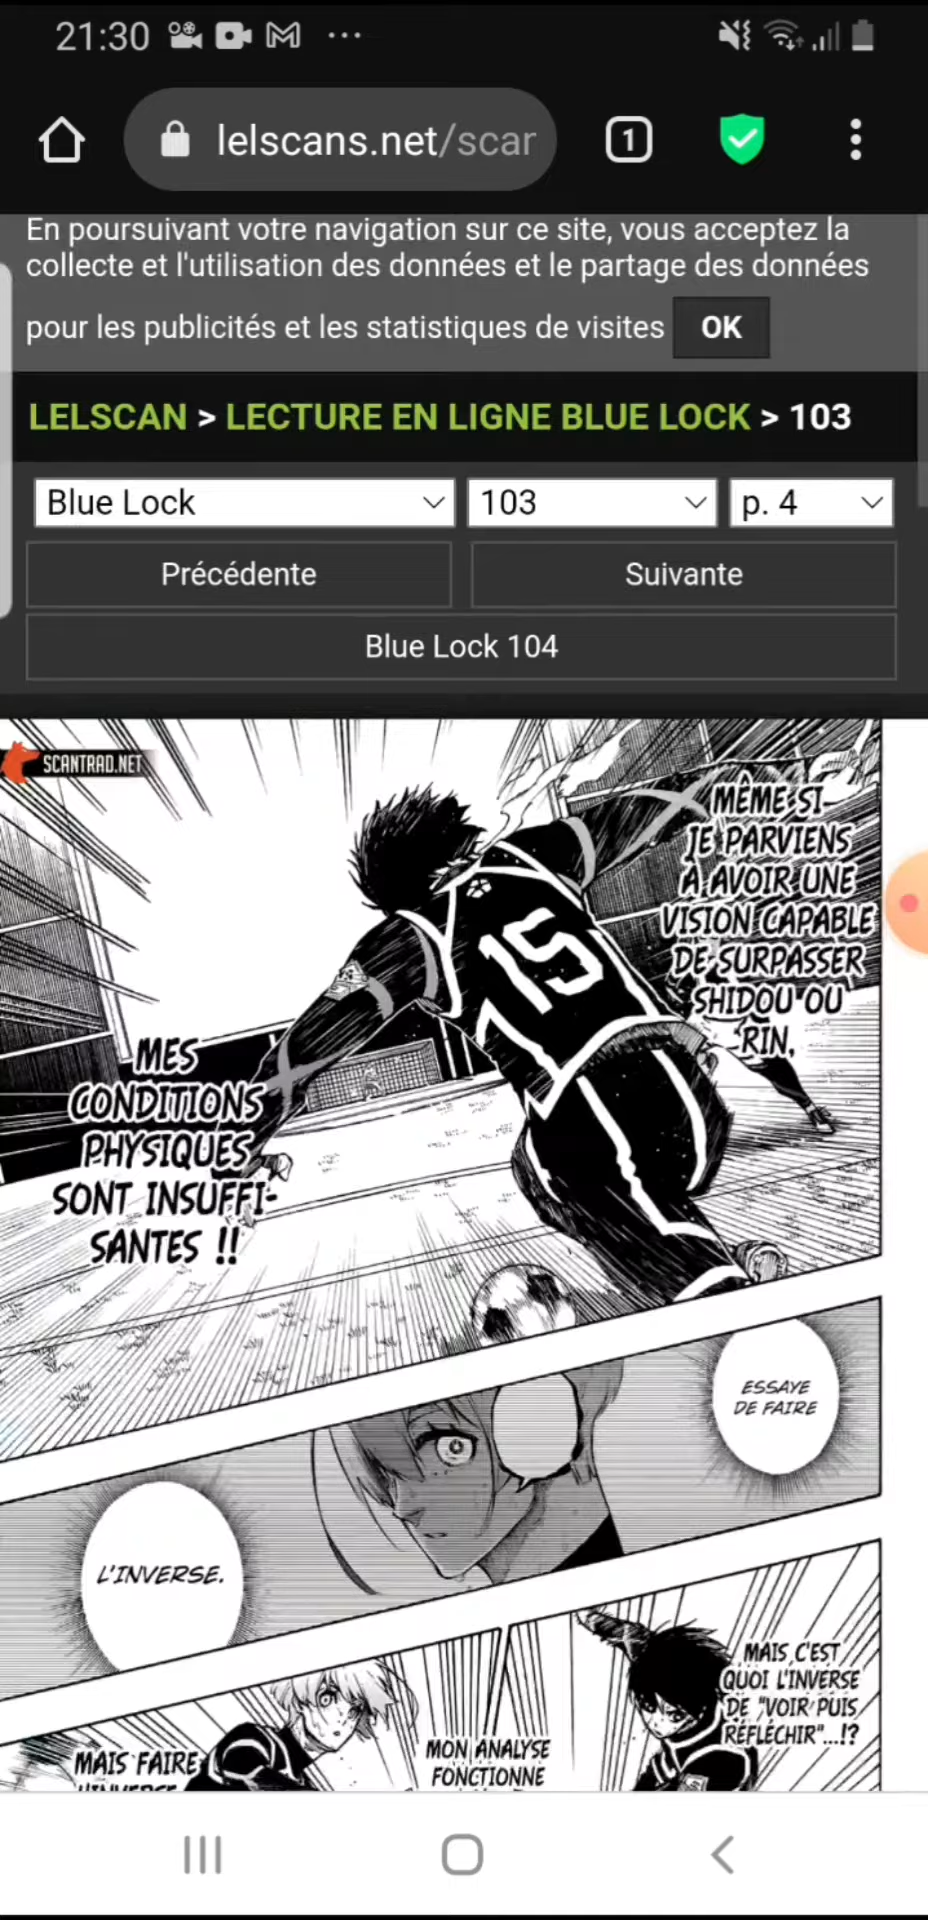 21:30
lelscans.net/scar
1
En poursuivant votre navigation sur ce site, vous acceptez la
collecte et l'utilisation des données et le partage des données
pour les publicités et les statistiques de visites OK
LELSCAN > LECTURE EN LIGNE BLUE LOCK > 103
Blue Lock 103 p. 4
Précédente Suivante
Blue Lock 104
SCANTRAD.NET
MÊME SI
JE PARVIENS
A AVOIR UNE
VISION CAPABLE
DE SURPASSER
SHIDOU OU
RIN,
15
MES
CONDITIONS
PHYSIQUES
SONT INSUFFI-
SANTES !!
ESSAYE
DE FAIRE
L'INVERSE.
MAIS C'EST
QUOI L'INVERSE
DE "VOIR PUIS
RÉFLÉCHIR"...!?
MON ANALYSE
FONCTIONNE
MAIS FAIRE
L'INVERSE